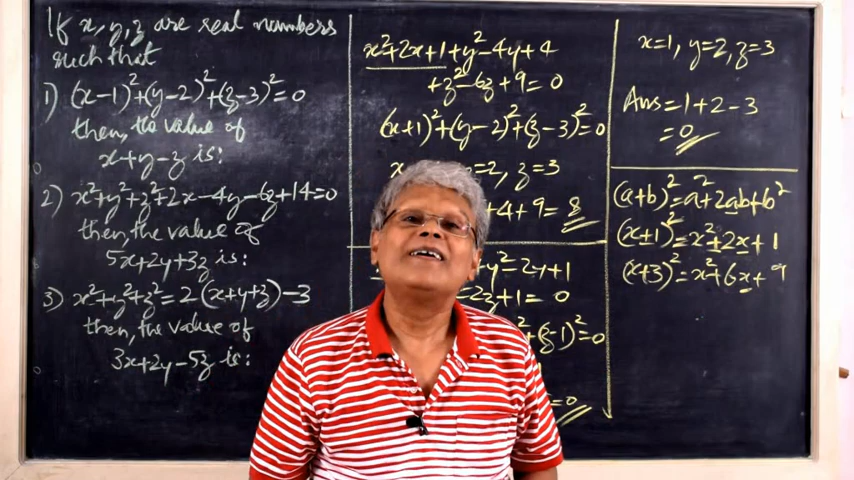 If x, y, z are real numbers
such that
1) (x-1)²+(y-2)²+(z-3)²=0
then, the value of
x+y-z is:
2) x²+y²+z²+2x-4y-6z+14=0
then, the value of
5x+2y+3z is:
3) x²+y²+z²=2(x+y+z)-3
then, the value of
3x+2y-5z is:
x²+2x+1+y²-4y+4
+z²-6z+9=0
(x+1)²+(y-2)²+(z-3)²=0
x =2, z=3
4+9=8
+y²-2y+1
-2z+1=0
²+(z-1)²=0
=0
x=1, y=2, z=3
Ans=1+2-3
=0
(a+b)²=a²+2ab+b²
(x+1)²=x²+2x+1
(x+3)²=x²+6x+9